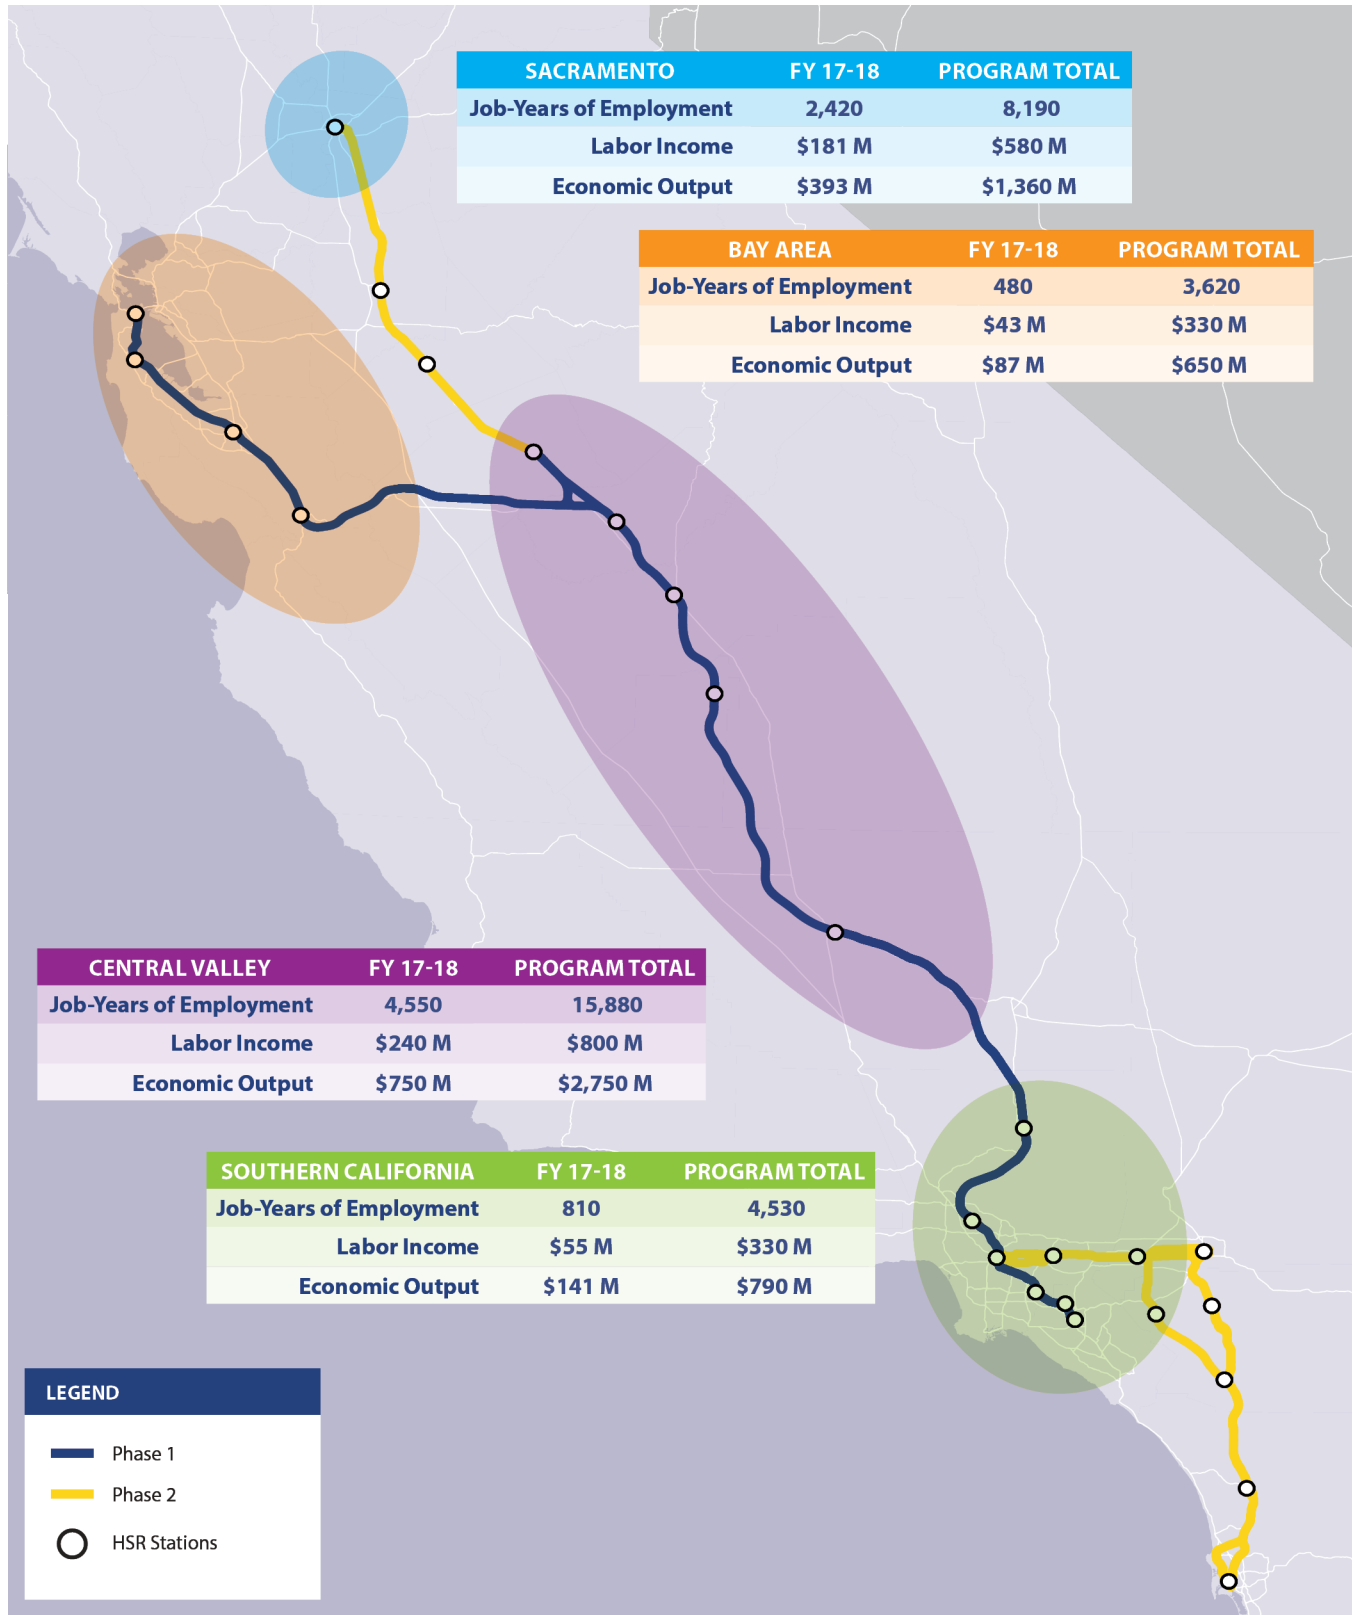 SACRAMENTO FY 17-18 PROGRAM TOTAL
Job-Years of Employment 2,420 8,190
Labor Income $181 M $580 M
Economic Output $393 M $1,360 M
BAY AREA FY 17-18 PROGRAM TOTAL
Job-Years of Employment 480 3,620
Labor Income $43 M $330 M
Economic Output $87 M $650 M
CENTRAL VALLEY FY 17-18 PROGRAM TOTAL
Job-Years of Employment 4,550 15,880
Labor Income $240 M $800 M
Economic Output $750 M $2,750 M
SOUTHERN CALIFORNIA FY 17-18 PROGRAM TOTAL
Job-Years of Employment 810 4,530
Labor Income $55 M $330 M
Economic Output $141 M $790 M
LEGEND
Phase 1
Phase 2
HSR Stations